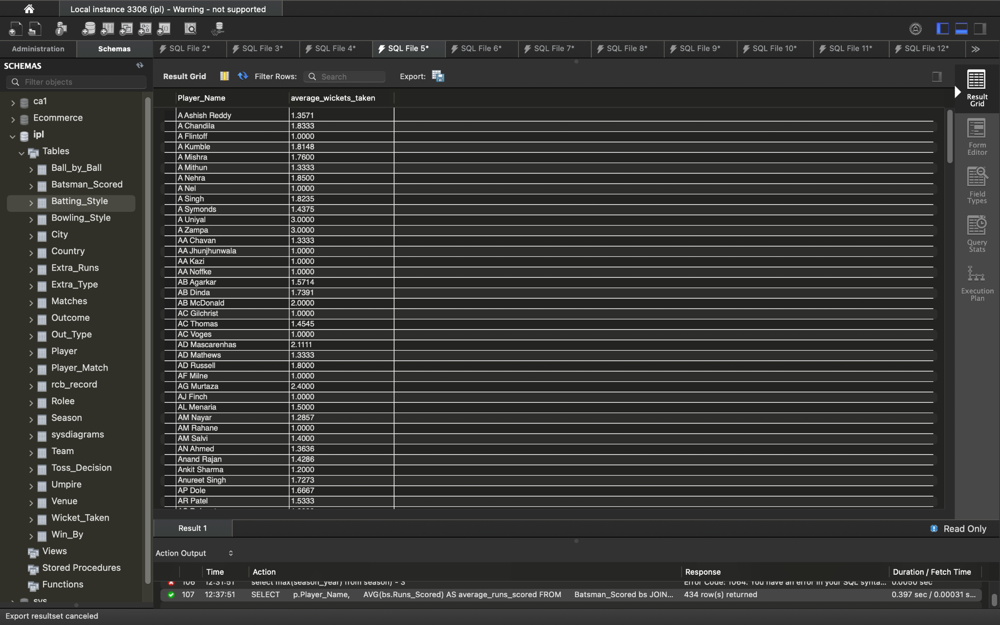 Local instance 3306 (ipl) - Warning - not supported
Administration
Schemas
SQL File 2*
SQL File 3*
SQL File 4*
SQL File 5*
SQL File 6*
SQL File 7*
SQL File 8*
SQL File 9*
SQL File 10*
SQL File 11*
SQL File 12*
SCHEMAS
Filter objects
ca1
Ecommerce
ipl
Tables
Ball_by_Ball
Batsman_Scored
Batting_Style
Bowling_Style
City
Country
Extra_Runs
Extra_Type
Matches
Outcome
Out_Type
Player
Player_Match
rcb_record
Rolee
Season
sysdiagrams
Team
Toss_Decision
Umpire
Venue
Wicket_Taken
Win_By
Views
Stored Procedures
Functions
sys
Result Grid
Filter Rows:
Search
Export:
Player_Name average_wickets_taken
A Ashish Reddy 1.3571
A Chandila 1.8333
A Flintoff 1.0000
A Kumble 1.8148
A Mishra 1.7600
A Mithun 1.3333
A Nehra 1.8500
A Nel 1.0000
A Singh 1.8235
A Symonds 1.4375
A Uniyal 3.0000
A Zampa 3.0000
AA Chavan 1.3333
AA Jhunjhunwala 1.0000
AA Kazi 1.0000
AA Noffke 1.0000
AB Agarkar 1.5714
AB Dinda 1.7391
AB McDonald 2.0000
AC Gilchrist 1.0000
AC Thomas 1.4545
AC Voges 1.0000
AD Mascarenhas 2.1111
AD Mathews 1.3333
AD Russell 1.8000
AF Milne 1.0000
AG Murtaza 2.4000
AJ Finch 1.0000
AL Menaria 1.5000
AM Nayar 1.2857
AM Rahane 1.0000
AM Salvi 1.4000
AN Ahmed 1.3636
Anand Rajan 1.4286
Ankit Sharma 1.2000
Anureet Singh 1.7273
AP Dole 1.6667
AR Patel 1.5333
Result
Grid
Form
Editor
Field
Types
Query
Stats
Execution
Plan
Result 1
Read Only
Action Output
Time Action Response Duration / Fetch Time
106 12:31:51 select max(season_year) from season) - 3 Error Code: 1064. You have an error in your SQL synta... 0.0050 sec
107 12:37:51 SELECT p.Player_Name, AVG(bs.Runs_Scored) AS average_runs_scored FROM Batsman_Scored bs JOIN... 434 row(s) returned 0.397 sec / 0.00031 s...
Export resultset canceled